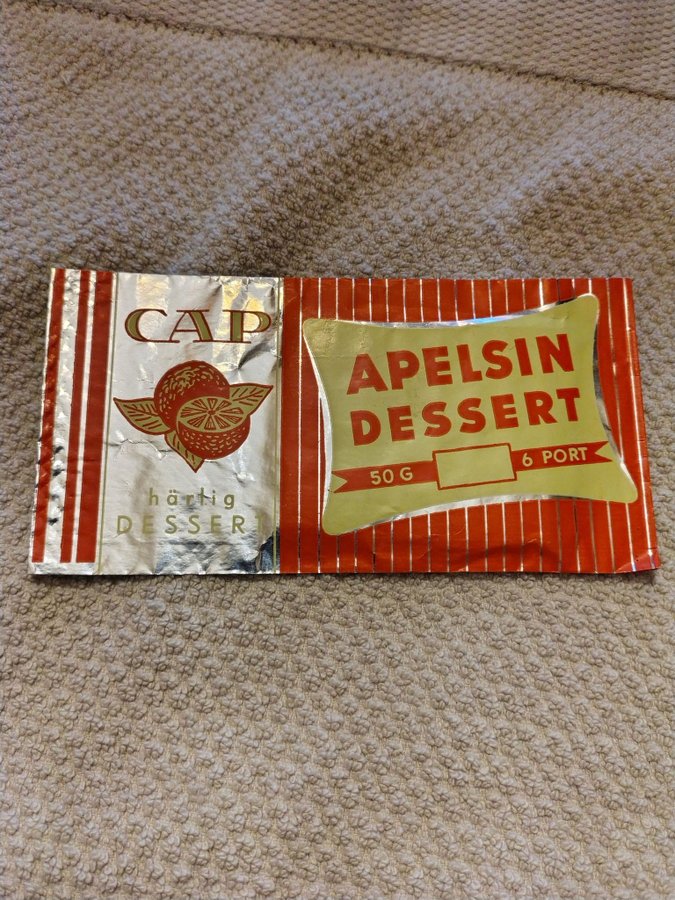 CAP
härlig
DESSERT
APELSIN
DESSERT
50 G 6 PORT